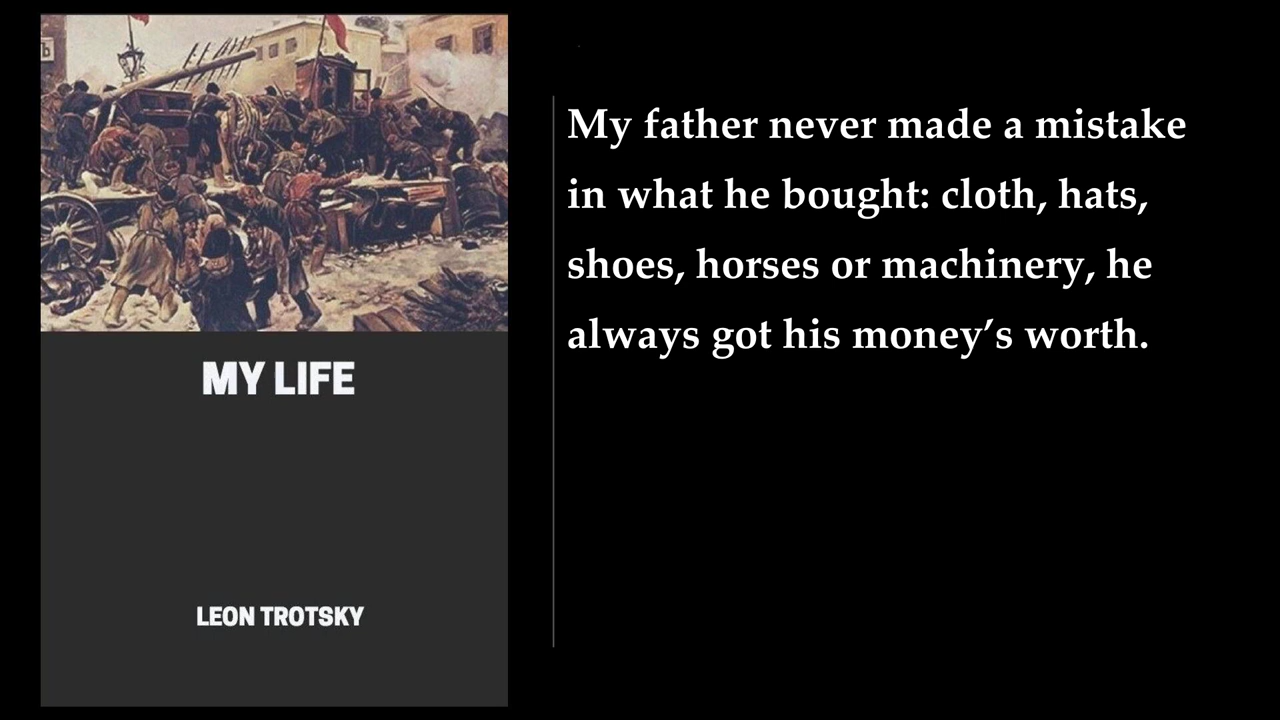 MY LIFE
LEON TROTSKY
My father never made a mistake
in what he bought: cloth, hats,
shoes, horses or machinery, he
always got his money’s worth.